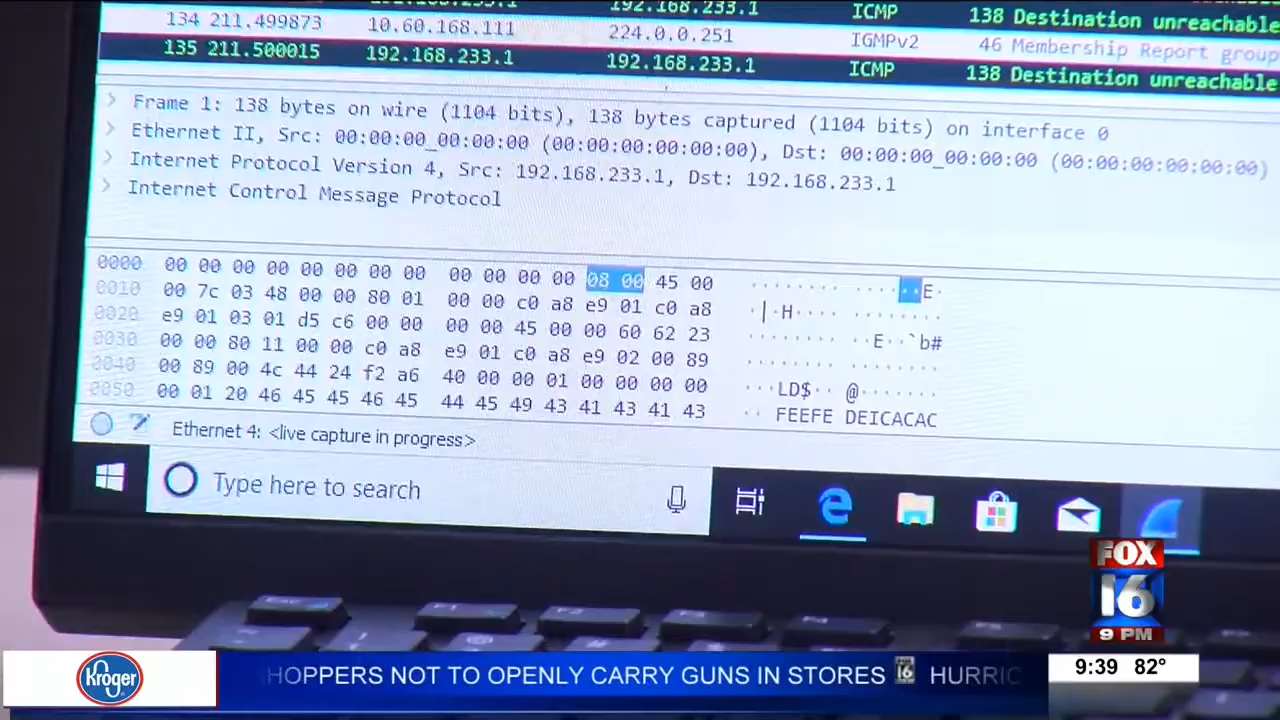 192.168.233.1 ICMP 138 Destination unreachable
134 211.499873 10.60.168.111 224.0.0.251 IGMPv2 46 Membership Report group
135 211.500015 192.168.233.1 192.168.233.1 ICMP 138 Destination unreachable
Frame 1: 138 bytes on wire (1104 bits), 138 bytes captured (1104 bits) on interface 0
Ethernet II, Src: 00:00:00_00:00:00 (00:00:00:00:00:00), Dst: 00:00:00_00:00:00 (00:00:00:00:00:00)
Internet Protocol Version 4, Src: 192.168.233.1, Dst: 192.168.233.1
Internet Control Message Protocol
0000 00 00 00 00 00 00 00 00 00 00 00 00 08 00 45 00 ········ ······E·
0010 00 7c 03 48 00 00 80 01 00 00 c0 a8 e9 01 c0 a8 ·|·H···· ········
0020 e9 01 03 01 d5 c6 00 00 00 00 45 00 00 60 62 23 ········ ··E··`b#
0030 00 00 80 11 00 00 c0 a8 e9 01 c0 a8 e9 02 00 89 ········ ········
0040 00 89 00 4c 44 24 f2 a6 40 00 00 01 00 00 00 00 ···LD$·· @·······
0050 00 01 20 46 45 45 46 45 44 45 49 43 41 43 41 43 ·· FEEFE DEICACAC
Ethernet 4: <live capture in progress>
Type here to search
FOX
16
9 PM
Kroger
HOPPERS NOT TO OPENLY CARRY GUNS IN STORES FOX 16 HURRIC
9:39 82°